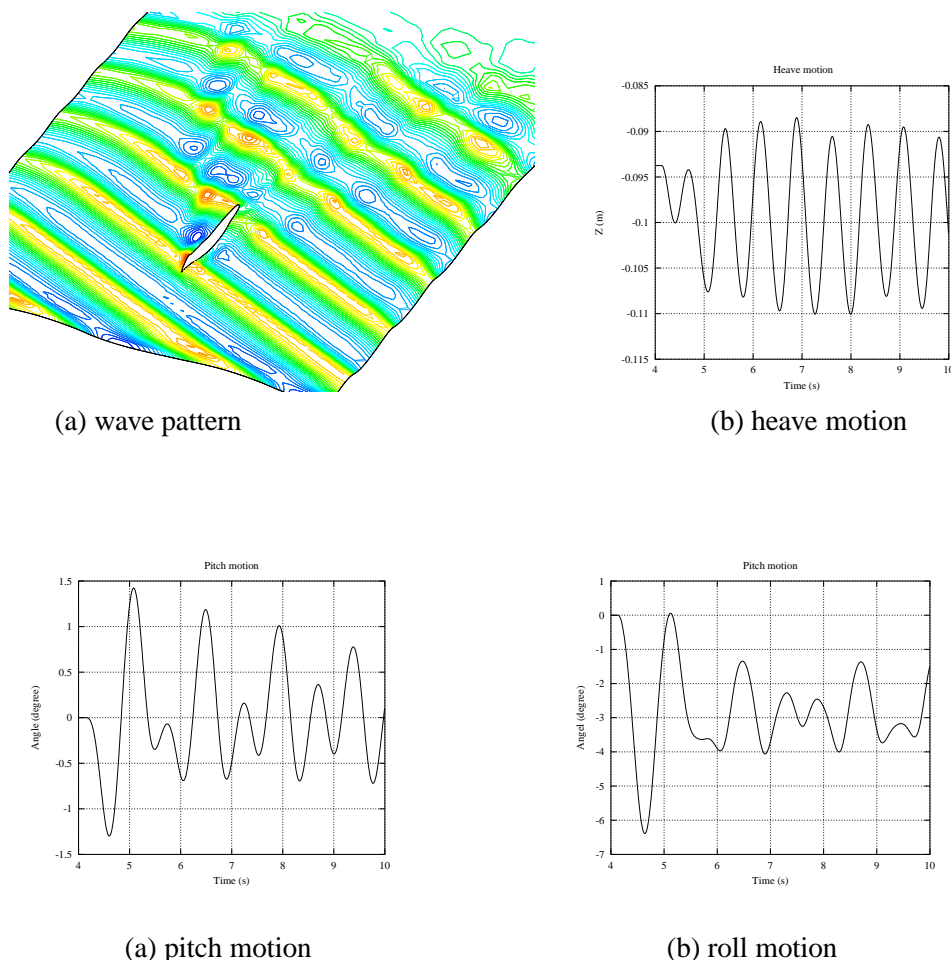 Heave motion
-0.085
-0.09
-0.095
-0.1
-0.105
-0.11
-0.115
Z (m)
4 5 6 7 8 9 10
Time (s)
(a) wave pattern
(b) heave motion
Pitch motion
1.5
1
0.5
0
-0.5
-1
-1.5
Angle (degree)
4 5 6 7 8 9 10
Time (s)
Pitch motion
1
0
-1
-2
-3
-4
-5
-6
-7
Angel (degree)
4 5 6 7 8 9 10
Time (s)
(a) pitch motion
(b) roll motion